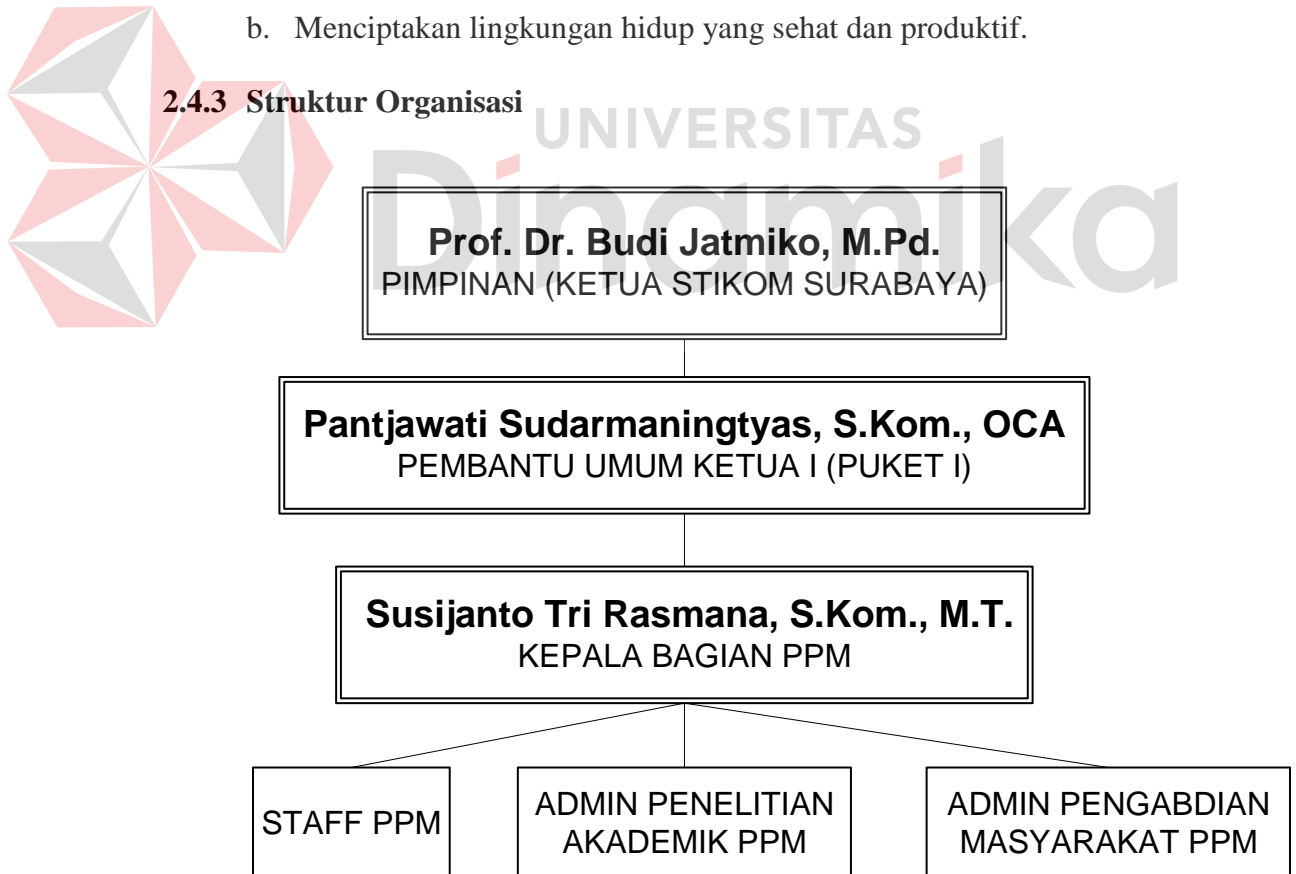 b. Menciptakan lingkungan hidup yang sehat dan produktif.
2.4.3 Struktur Organisasi
UNIVERSITAS
Dinamika
Prof. Dr. Budi Jatmiko, M.Pd.
PIMPINAN (KETUA STIKOM SURABAYA)
Pantjawati Sudarmaningtyas, S.Kom., OCA
PEMBANTU UMUM KETUA I (PUKET I)
Susijanto Tri Rasmana, S.Kom., M.T.
KEPALA BAGIAN PPM
STAFF PPM
ADMIN PENELITIAN
AKADEMIK PPM
ADMIN PENGABDIAN
MASYARAKAT PPM